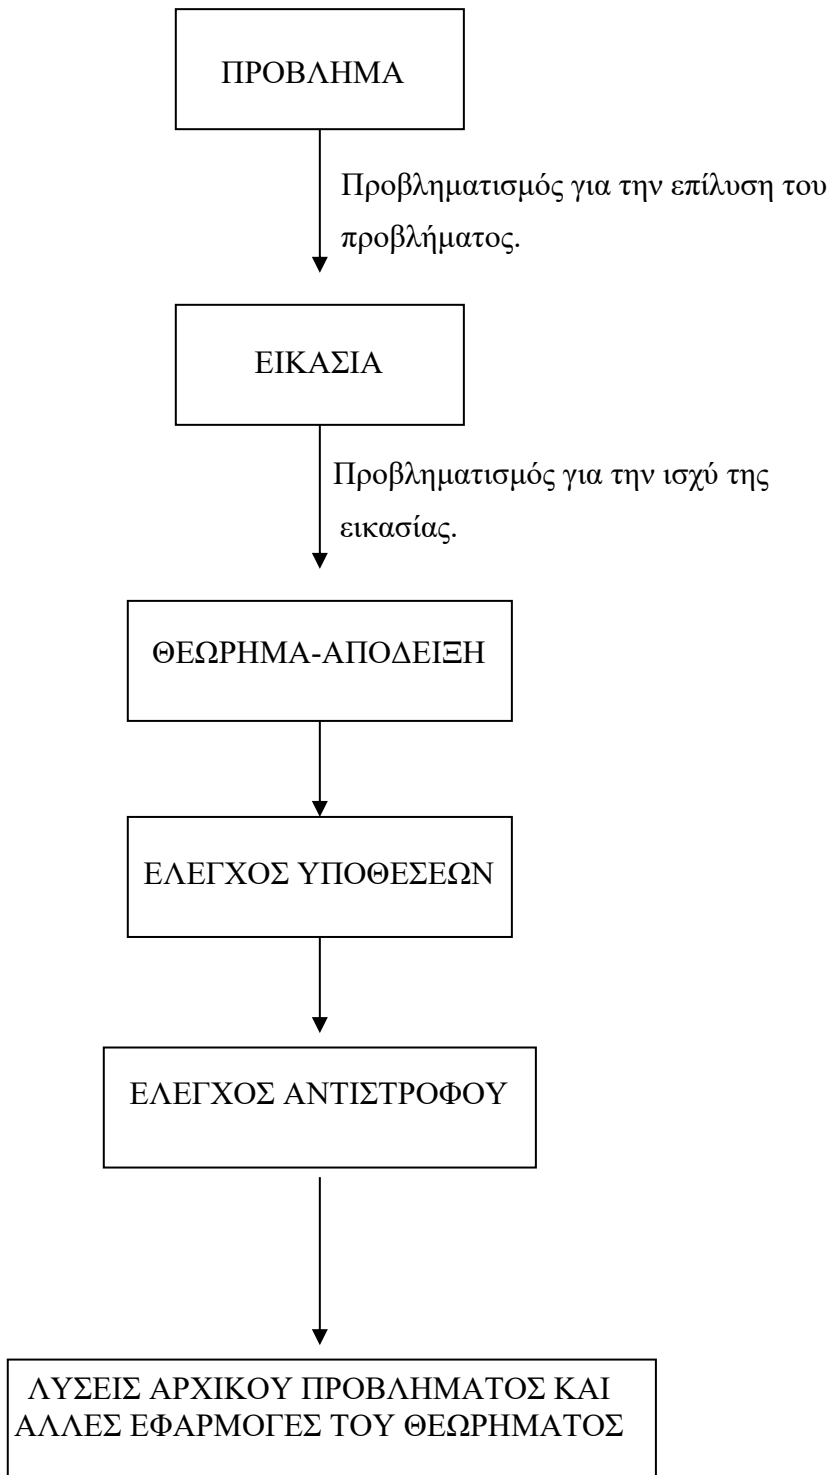 ΠΡΟΒΛΗΜΑ
Προβληματισμός για την επίλυση του
προβλήματος.
ΕΙΚΑΣΙΑ
Προβληματισμός για την ισχύ της
εικασίας.
ΘΕΩΡΗΜΑ-ΑΠΟΔΕΙΞΗ
ΕΛΕΓΧΟΣ ΥΠΟΘΕΣΕΩΝ
ΕΛΕΓΧΟΣ ΑΝΤΙΣΤΡΟΦΟΥ
ΛΥΣΕΙΣ ΑΡΧΙΚΟΥ ΠΡΟΒΛΗΜΑΤΟΣ ΚΑΙ
ΑΛΛΕΣ ΕΦΑΡΜΟΓΕΣ ΤΟΥ ΘΕΩΡΗΜΑΤΟΣ